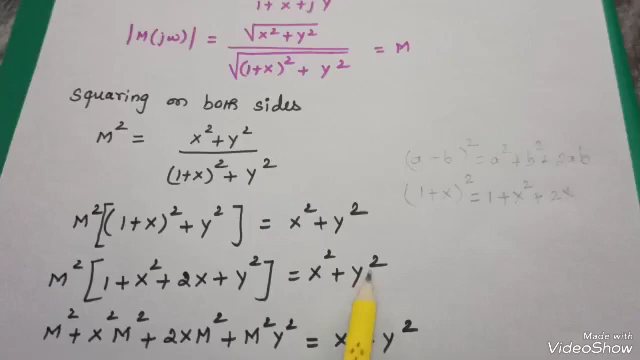 1 + x + j y
|M(jω)| = √(x² + y²) / √((1+x)² + y²) = M
Squaring on both sides
M² = (x² + y²) / ((1+x)² + y²)
(a - b)² = a² + b² - 2ab
(1+x)² = 1 + x² + 2x
M² [(1+x)² + y²] = x² + y²
M² [1 + x² + 2x + y²] = x² + y²
M² + x²M² + 2xM² + M²y² = x y²
Made with
VideoShow